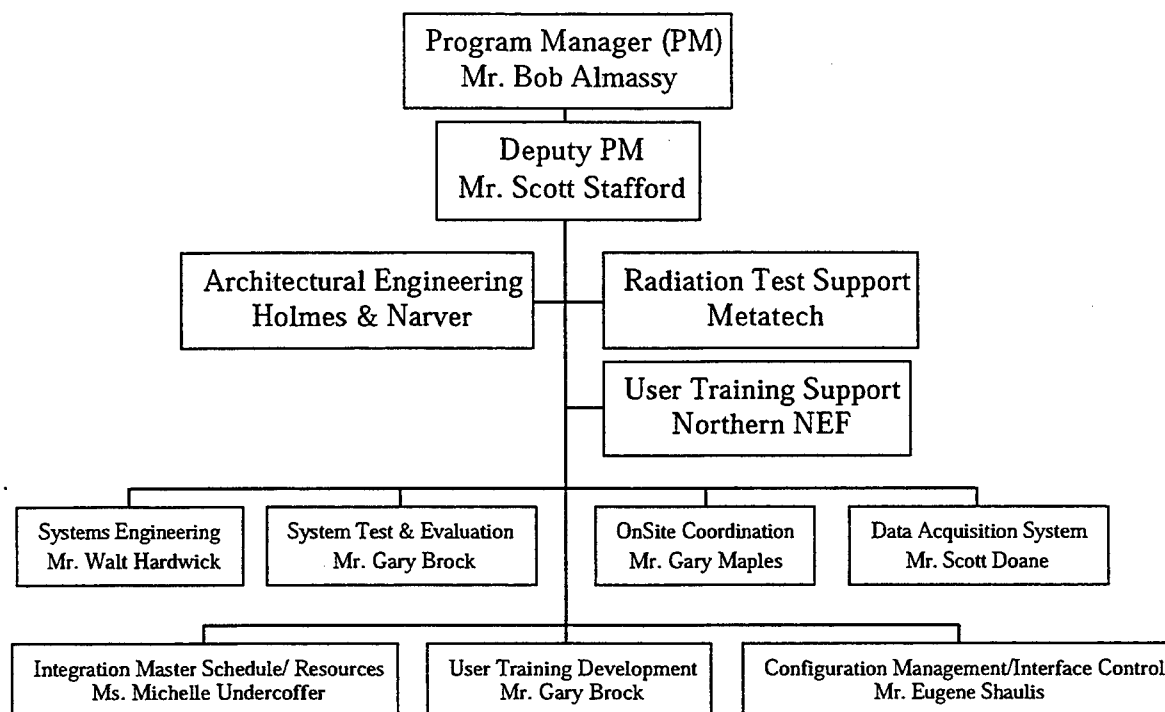 Program Manager (PM)
Mr. Bob Almassy
Deputy PM
Mr. Scott Stafford
Architectural Engineering
Holmes & Narver
Radiation Test Support
Metatech
User Training Support
Northern NEF
Systems Engineering
Mr. Walt Hardwick
System Test & Evaluation
Mr. Gary Brock
OnSite Coordination
Mr. Gary Maples
Data Acquisition System
Mr. Scott Doane
Integration Master Schedule/ Resources
Ms. Michelle Undercoffer
User Training Development
Mr. Gary Brock
Configuration Management/Interface Control
Mr. Eugene Shaulis